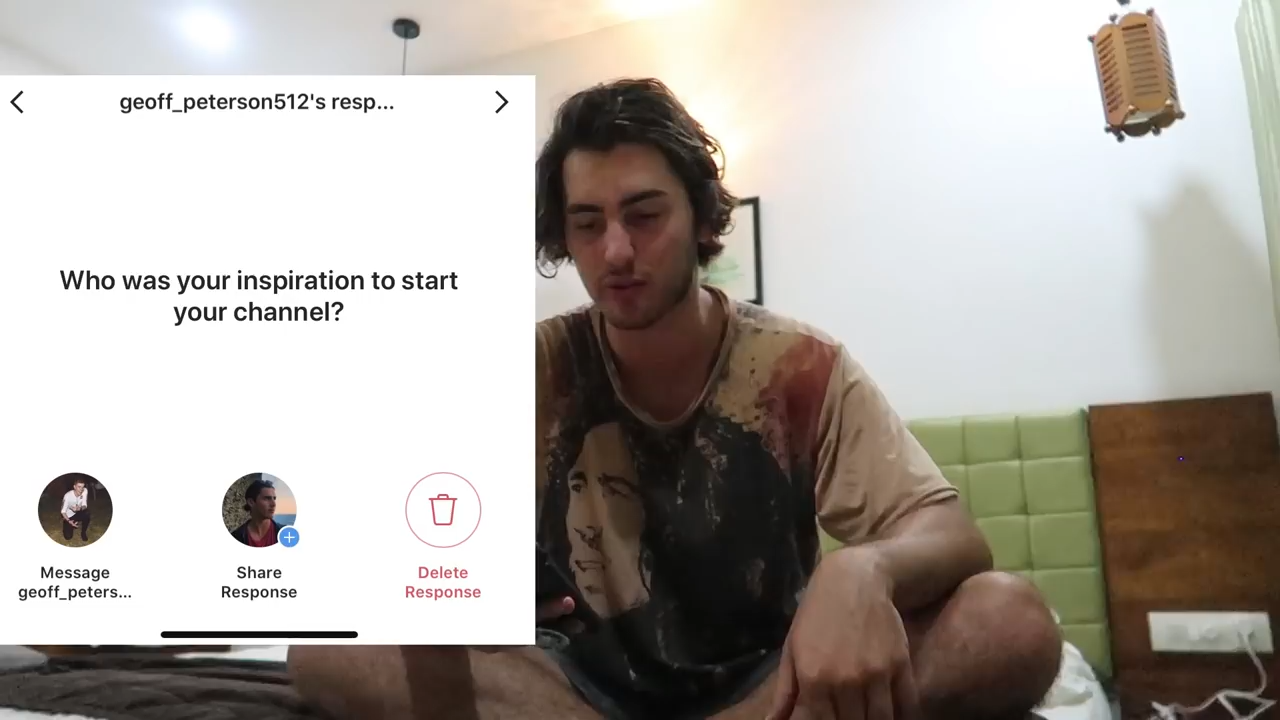 geoff_peterson512's resp...
Who was your inspiration to start
your channel?
Message
geoff_peters...
Share
Response
Delete
Response